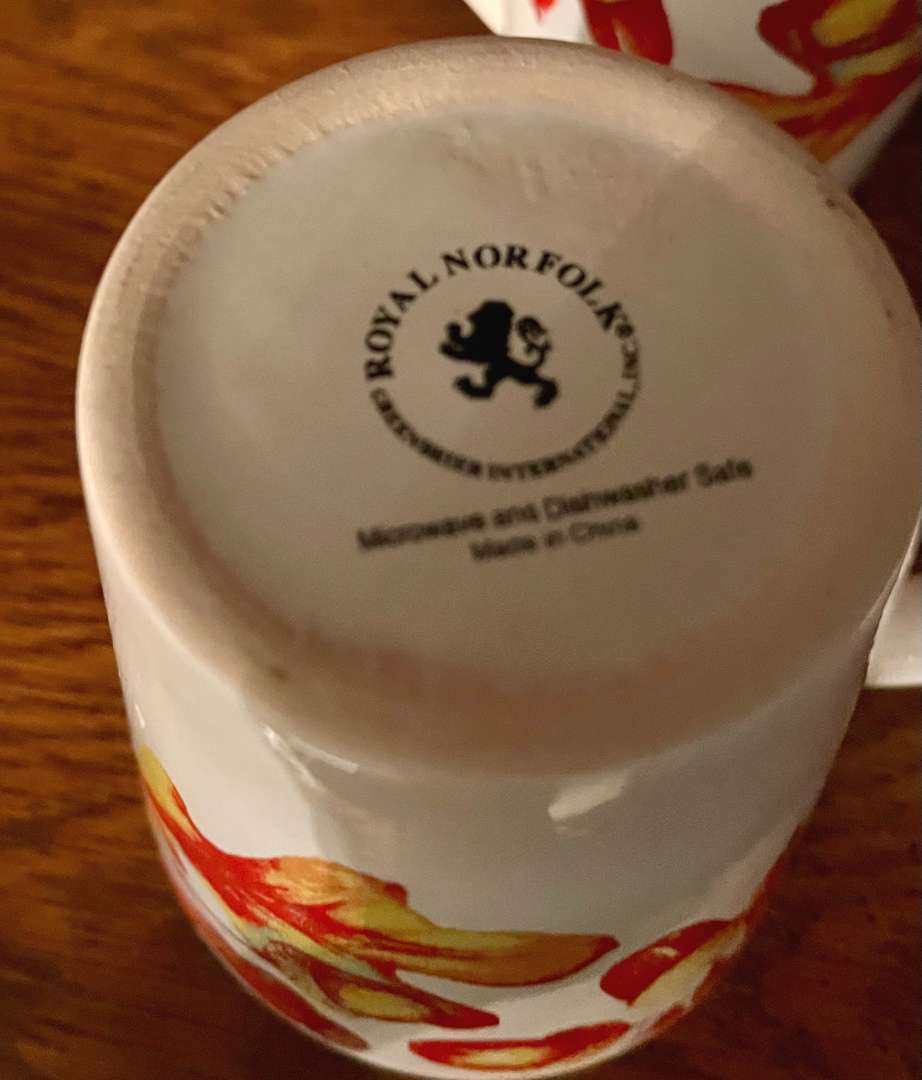 ROYAL NORFOLK®
GREENBRIER INTERNATIONAL, INC.
Microwave and Dishwasher Safe
Made in China